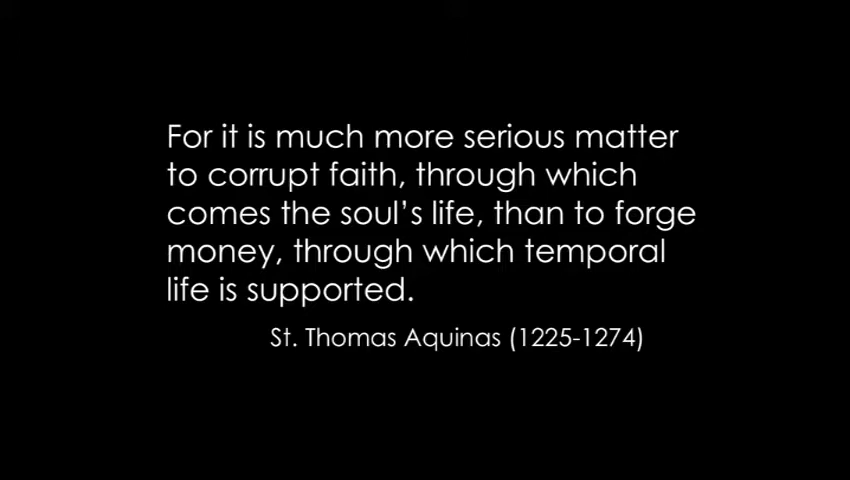 For it is much more serious matter
to corrupt faith, through which
comes the soul’s life, than to forge
money, through which temporal
life is supported.
St. Thomas Aquinas (1225-1274)